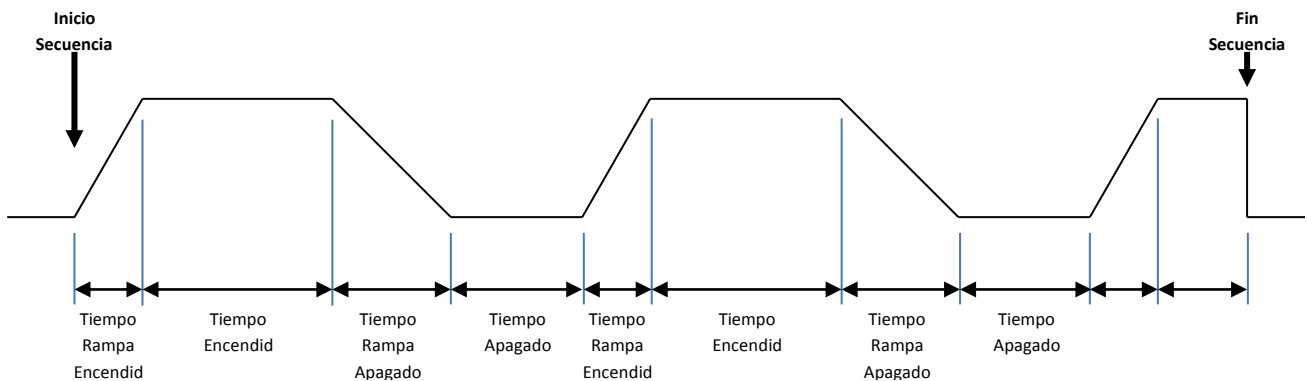 Inicio
Secuencia
Fin
Secuencia
Tiempo
Rampa
Encendid
Tiempo
Encendid
Tiempo
Rampa
Apagado
Tiempo
Apagado
Tiempo
Rampa
Encendid
Tiempo
Encendid
Tiempo
Rampa
Apagado
Tiempo
Apagado